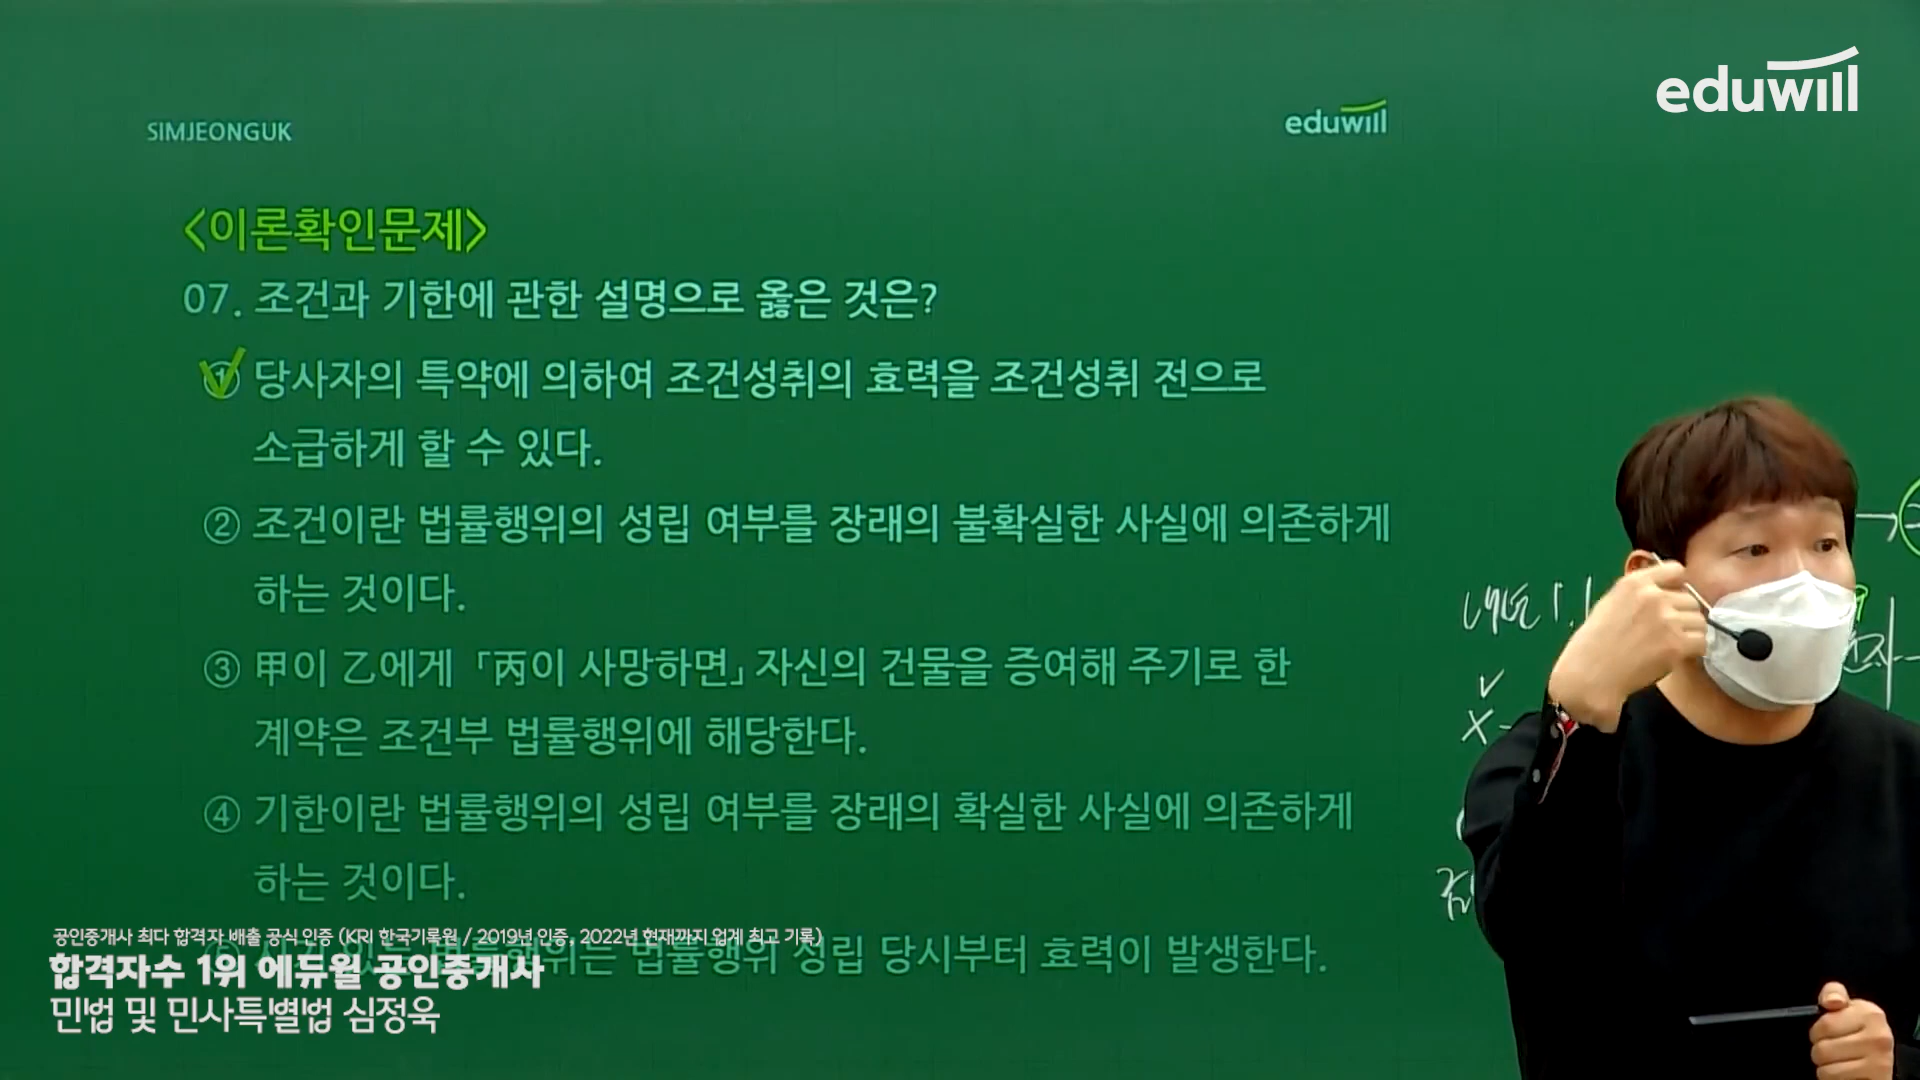 eduwill
SIMJEONGUK
eduwill
<이론확인문제>
07. 조건과 기한에 관한 설명으로 옳은 것은?
① 당사자의 특약에 의하여 조건성취의 효력을 조건성취 전으로
소급하게 할 수 있다.
② 조건이란 법률행위의 성립 여부를 장래의 불확실한 사실에 의존하게
하는 것이다.
③ 甲이 乙에게 「丙이 사망하면」 자신의 건물을 증여해 주기로 한
계약은 조건부 법률행위에 해당한다.
④ 기한이란 법률행위의 성립 여부를 장래의 확실한 사실에 의존하게
하는 것이다.
법률행위는 법률행위 성립 당시부터 효력이 발생한다.
공인중개사 최다 합격자 배출 공식 인증 (KRI 한국기록원 / 2019년 인증, 2022년 현재까지 업계 최고 기록)
합격자수 1위 에듀윌 공인중개사
민법 및 민사특별법 심정욱